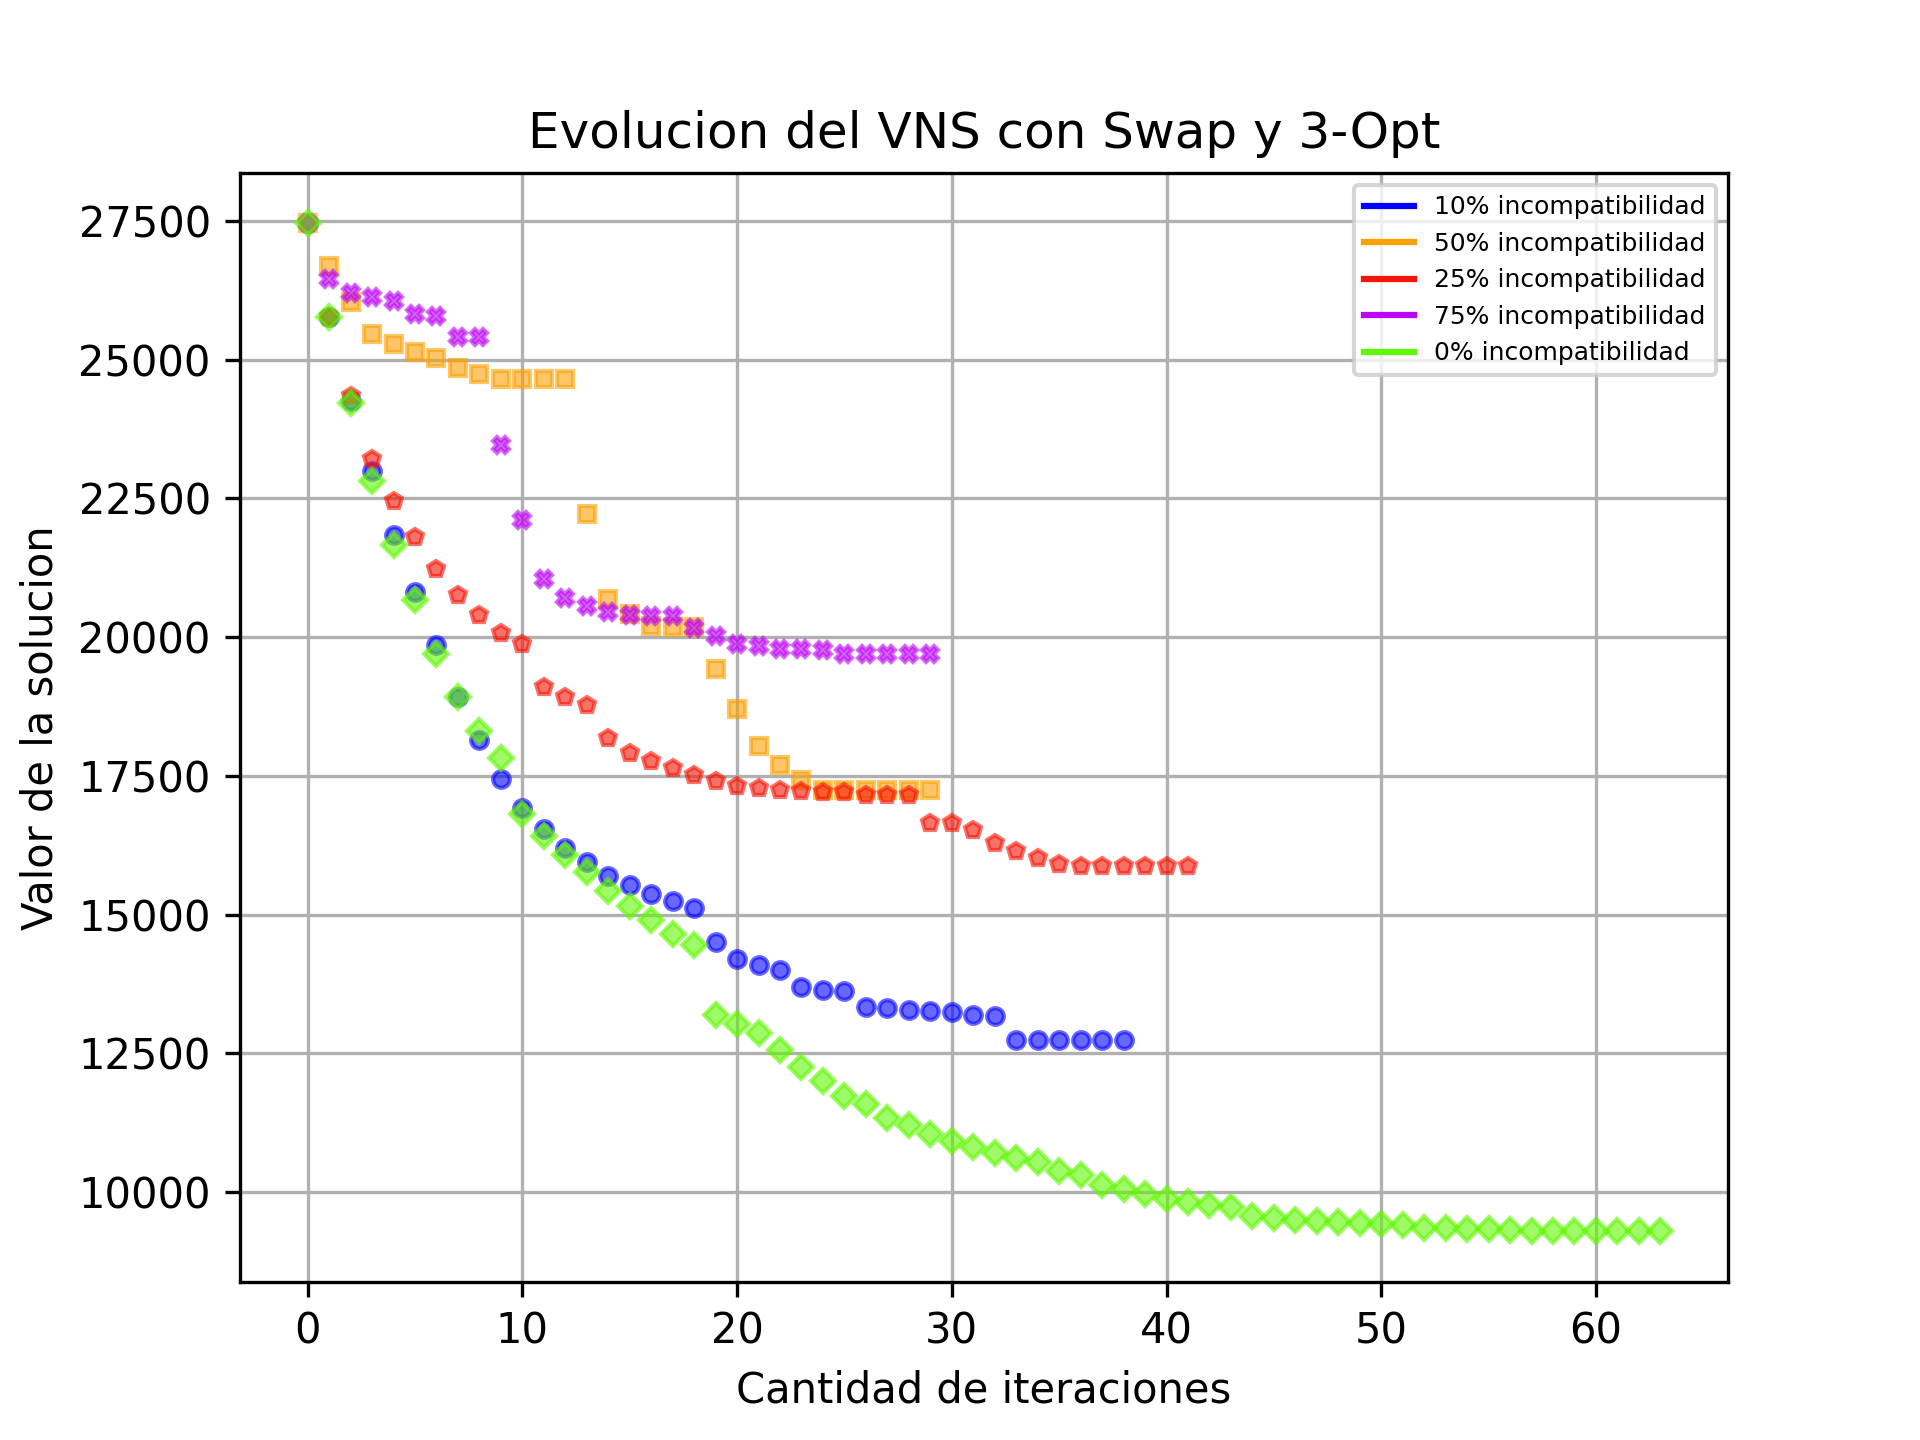 Evolucion del VNS con Swap y 3-Opt
10% incompatibilidad
50% incompatibilidad
25% incompatibilidad
75% incompatibilidad
0% incompatibilidad
Valor de la solucion
27500
25000
22500
20000
17500
15000
12500
10000
0 10 20 30 40 50 60
Cantidad de iteraciones